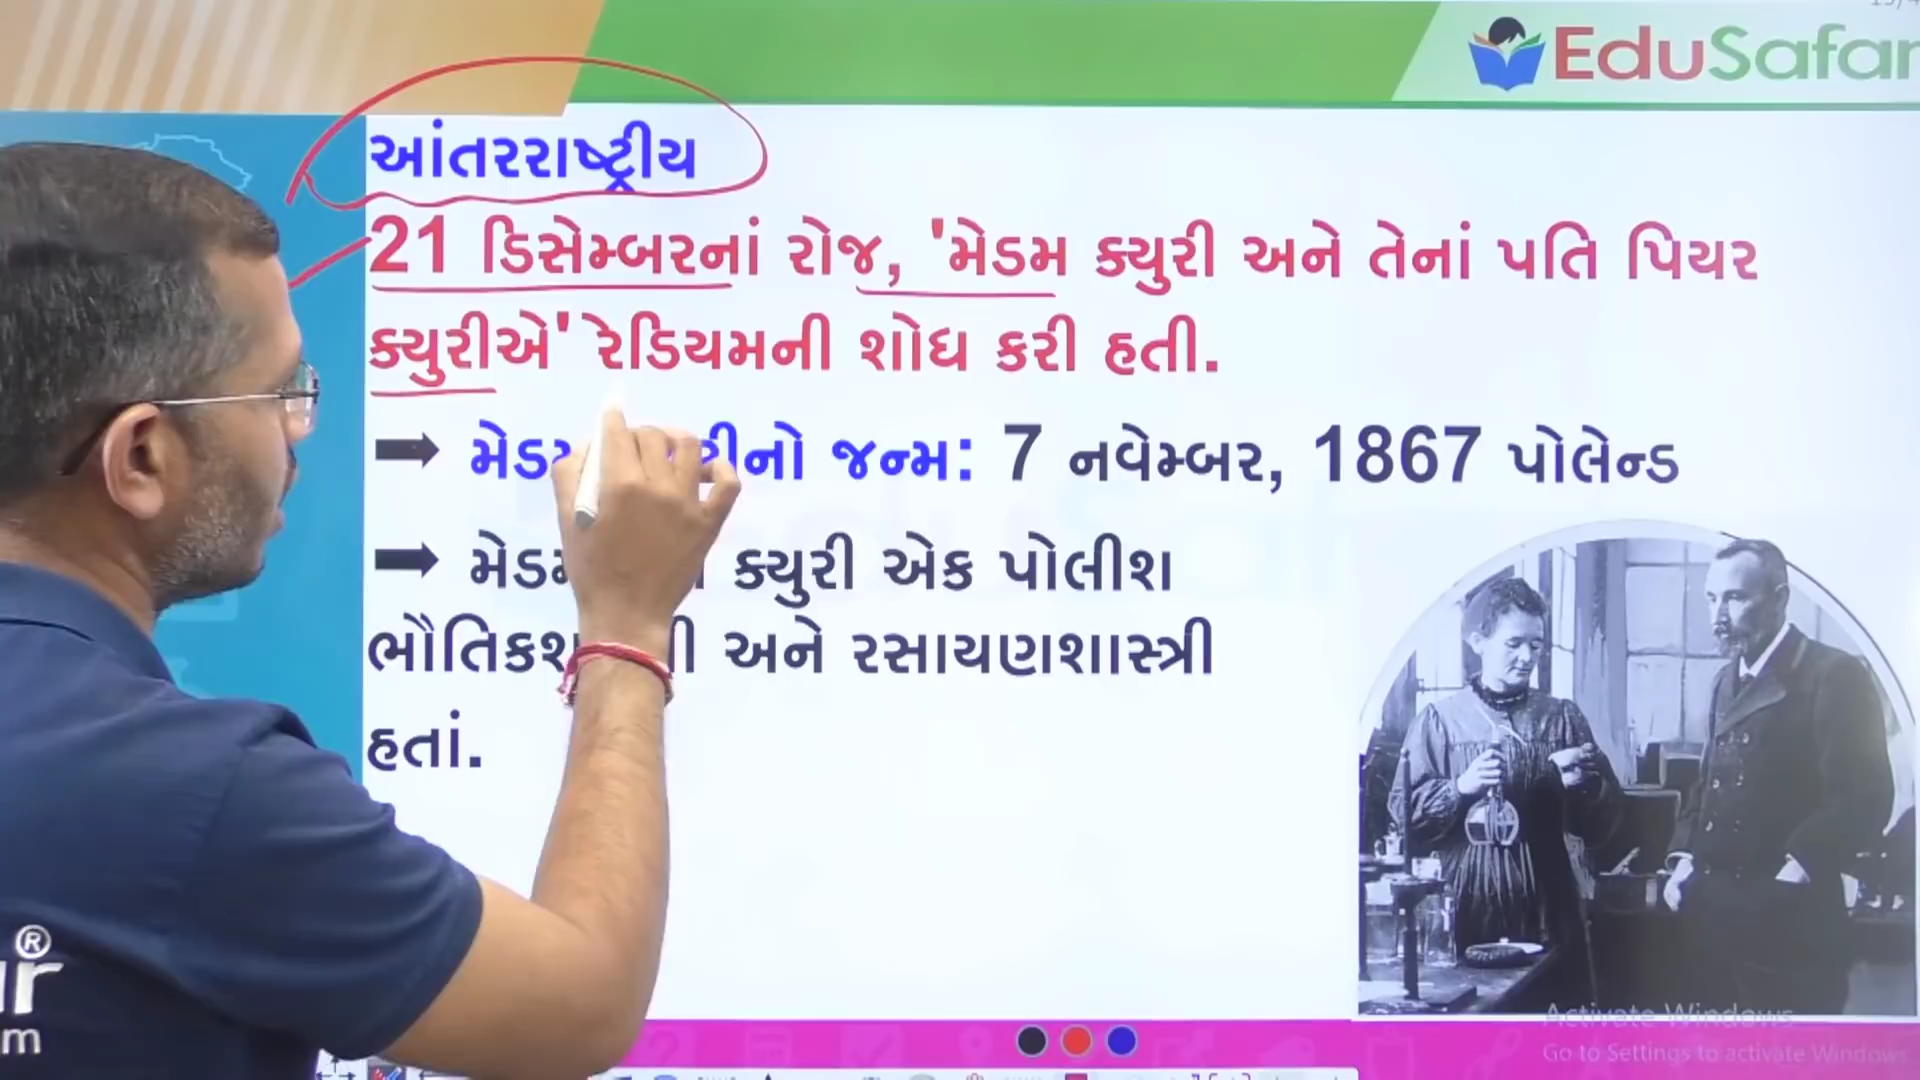 EduSafar
આંતરરાષ્ટ્રીય
21 ડિસેમ્બરનાં રોજ, 'મેડમ ક્યુરી અને તેનાં પતિ પિયર
ક્યુરીએ' રેડિયમની શોધ કરી હતી.
➡ જન્મ: 7 નવેમ્બર, 1867 પોલેન્ડ
➡ ક્યુરી એક પોલીશ
અને રસાયણશાસ્ત્રી
હતાં.
®
Activate Windows
Go to Settings to activate Windows